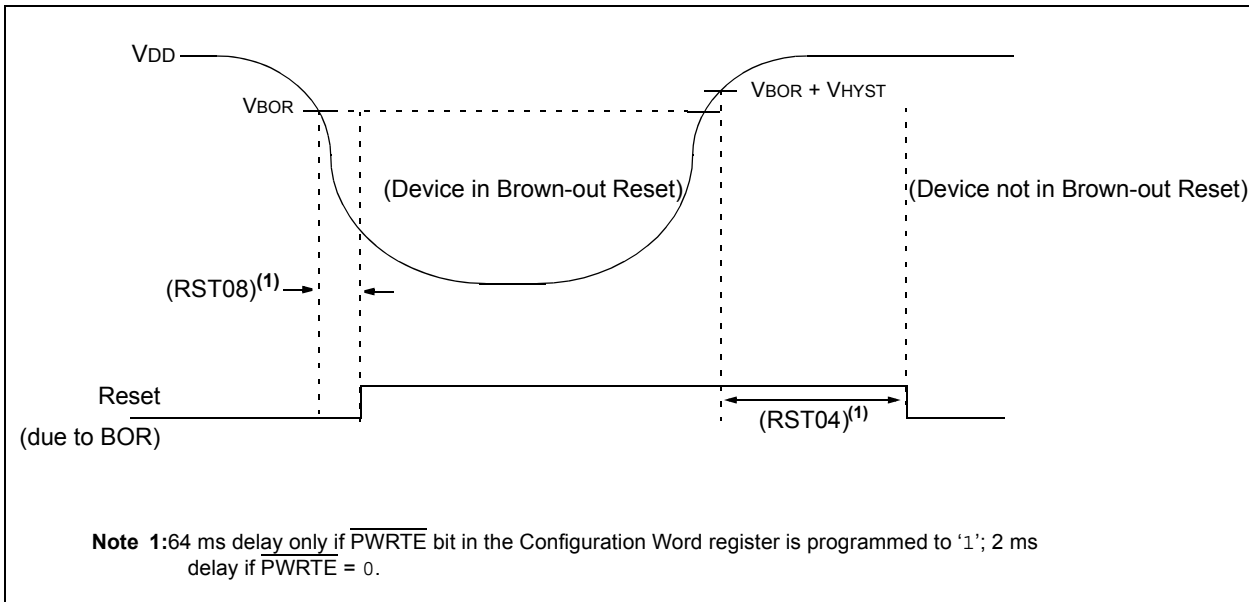 VDD
VBOR
VBOR + VHYST
(Device in Brown-out Reset)
(Device not in Brown-out Reset)
(RST08)(1)
Reset
(due to BOR)
(RST04)(1)
Note 1:64 ms delay only if PWRTE bit in the Configuration Word register is programmed to ‘1’; 2 ms
delay if PWRTE = 0.